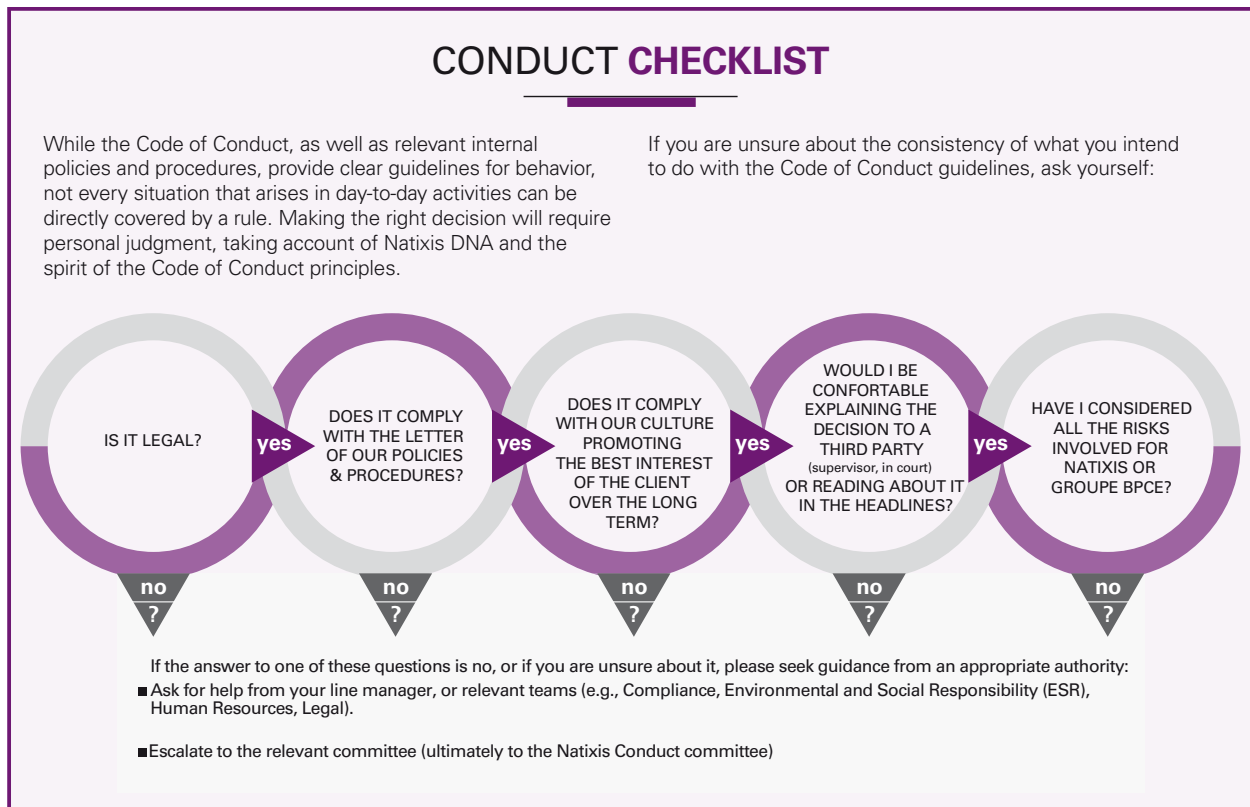 CONDUCT CHECKLIST
While the Code of Conduct, as well as relevant internal
policies and procedures, provide clear guidelines for behavior,
not every situation that arises in day-to-day activities can be
directly covered by a rule. Making the right decision will require
personal judgment, taking account of Natixis DNA and the
spirit of the Code of Conduct principles.
If you are unsure about the consistency of what you intend
to do with the Code of Conduct guidelines, ask yourself:
IS IT LEGAL?
yes
DOES IT COMPLY
WITH THE LETTER
OF OUR POLICIES
& PROCEDURES?
yes
DOES IT COMPLY
WITH OUR CULTURE
PROMOTING
THE BEST INTEREST
OF THE CLIENT
OVER THE LONG
TERM?
yes
WOULD I BE
CONFORTABLE
EXPLAINING THE
DECISION TO A
THIRD PARTY
(supervisor, in court)
OR READING ABOUT IT
IN THE HEADLINES?
yes
HAVE I CONSIDERED
ALL THE RISKS
INVOLVED FOR
NATIXIS OR
GROUPE BPCE?
no
?
no
?
no
?
no
?
no
?
If the answer to one of these questions is no, or if you are unsure about it, please seek guidance from an appropriate authority:
■ Ask for help from your line manager, or relevant teams (e.g., Compliance, Environmental and Social Responsibility (ESR),
Human Resources, Legal).
■ Escalate to the relevant committee (ultimately to the Natixis Conduct committee)